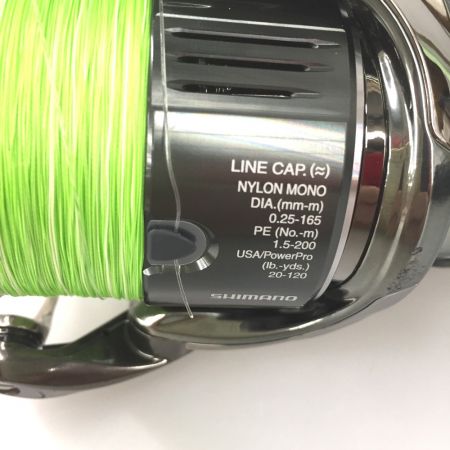 LINE CAP. (≈)
NYLON MONO
DIA.(mm-m)
0.25-165
PE (No.-m)
1.5-200
USA/PowerPro
(lb.-yds.)
20-120
SHIMANO